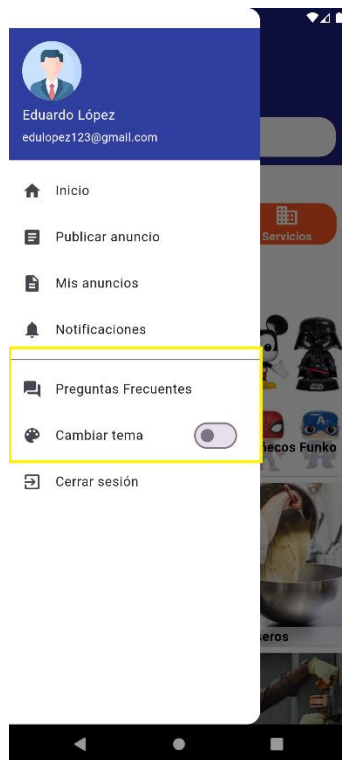 Eduardo López
edulopez123@gmail.com
Inicio
Publicar anuncio
Servicios
Mis anuncios
Notificaciones
Preguntas Frecuentes
Cambiar tema
ñecos Funko
Cerrar sesión
seros